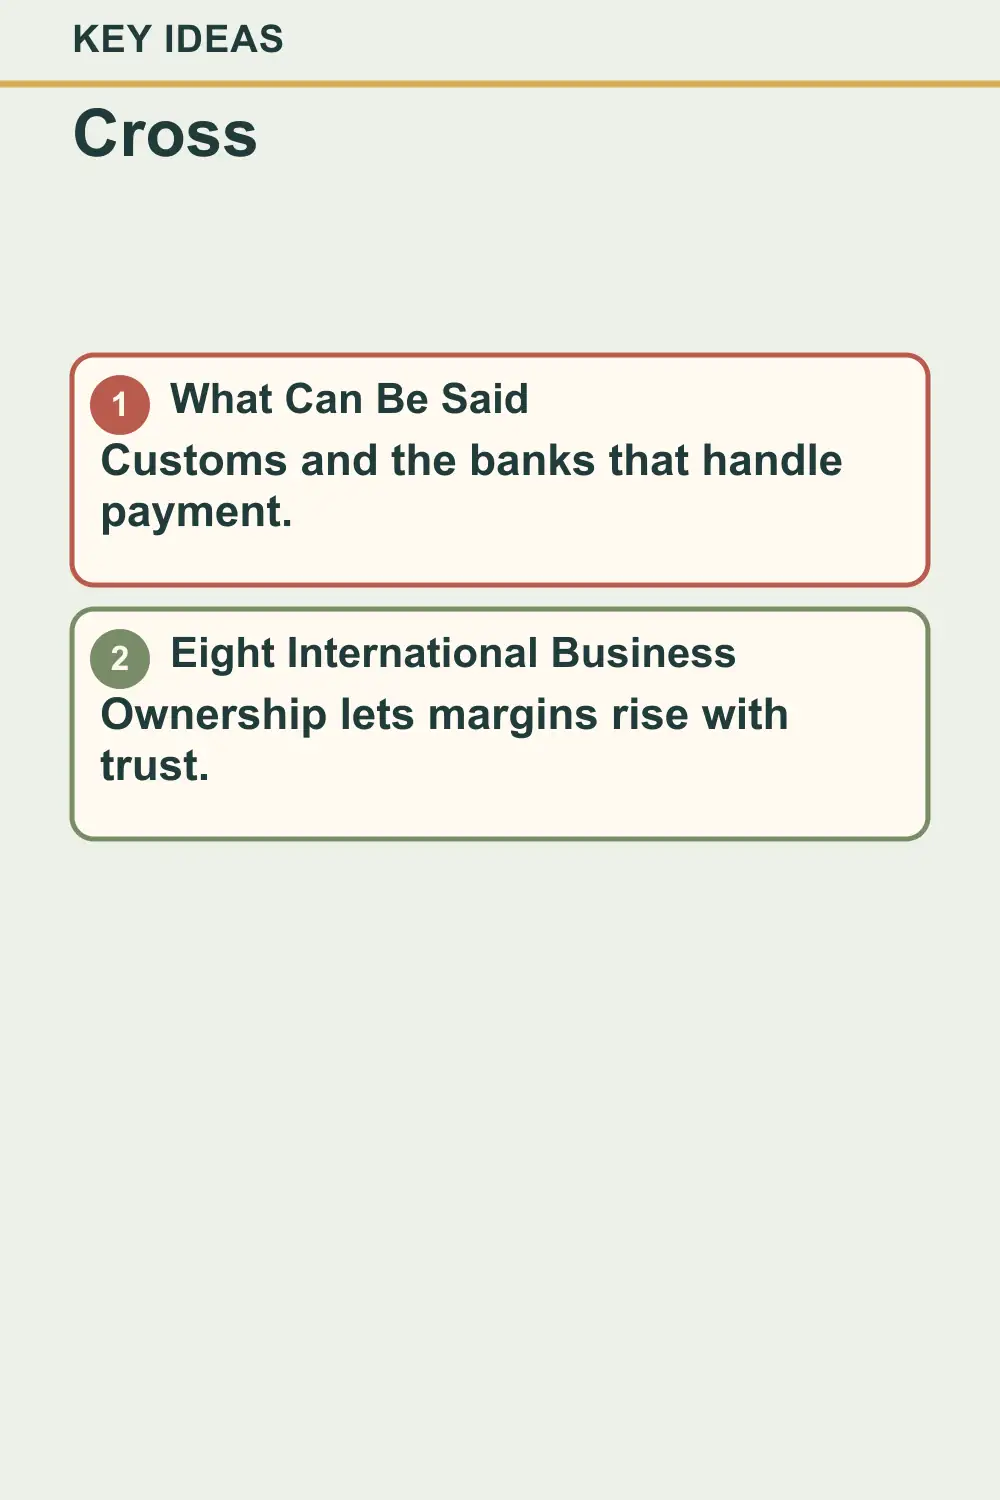 KEY IDEAS
Cross
1 What Can Be Said
Customs and the banks that handle
payment.
2 Eight International Business
Ownership lets margins rise with
trust.